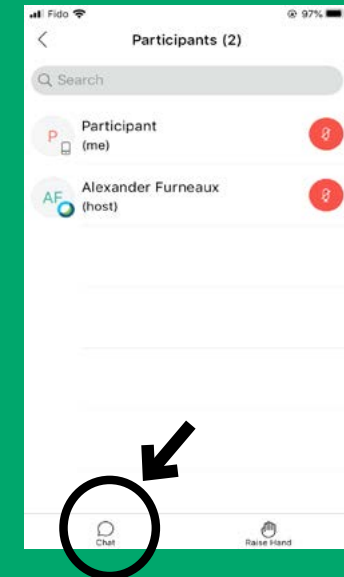 Fido 97%
Participants (2)
Search
P Participant
(me)
AF Alexander Furneaux
(host)
Chat Raise Hand